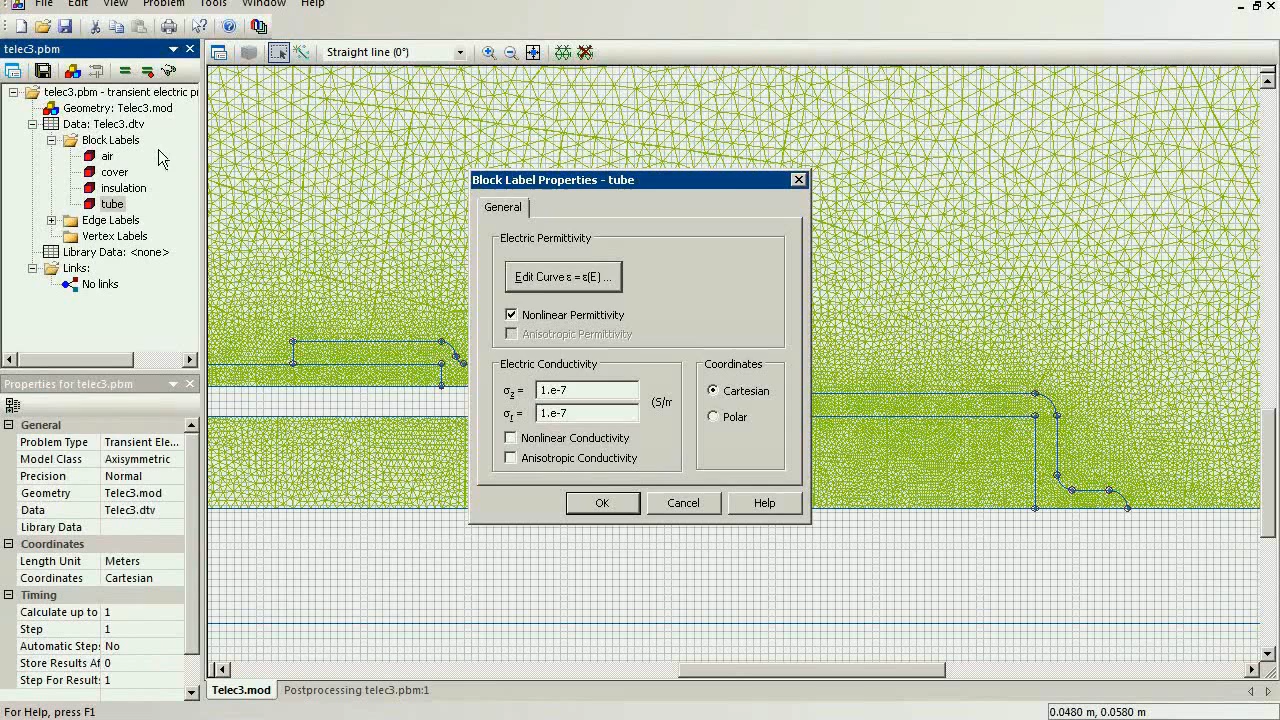 File Edit View Problem Tools Window Help
telec3.pbm
Straight line (0°)
telec3.pbm - transient electric pr
Geometry: Telec3.mod
Data: Telec3.dtv
Block Labels
air
cover
insulation
tube
Edge Labels
Vertex Labels
Library Data: <none>
Links:
No links
Properties for telec3.pbm
General
Problem Type Transient Ele...
Model Class Axisymmetric
Precision Normal
Geometry Telec3.mod
Data Telec3.dtv
Library Data
Coordinates
Length Unit Meters
Coordinates Cartesian
Timing
Calculate up to 1
Step 1
Automatic Step No
Store Results Af 0
Step For Results 1
Block Label Properties - tube
General
Electric Permittivity
Edit Curve ε = ε(E) ...
Nonlinear Permittivity
Anisotropic Permittivity
Electric Conductivity
σz = 1.e-7
σr = 1.e-7
(S/m
Nonlinear Conductivity
Anisotropic Conductivity
Coordinates
Cartesian
Polar
OK Cancel Help
Telec3.mod Postprocessing telec3.pbm:1
For Help, press F1
0.0480 m, 0.0580 m